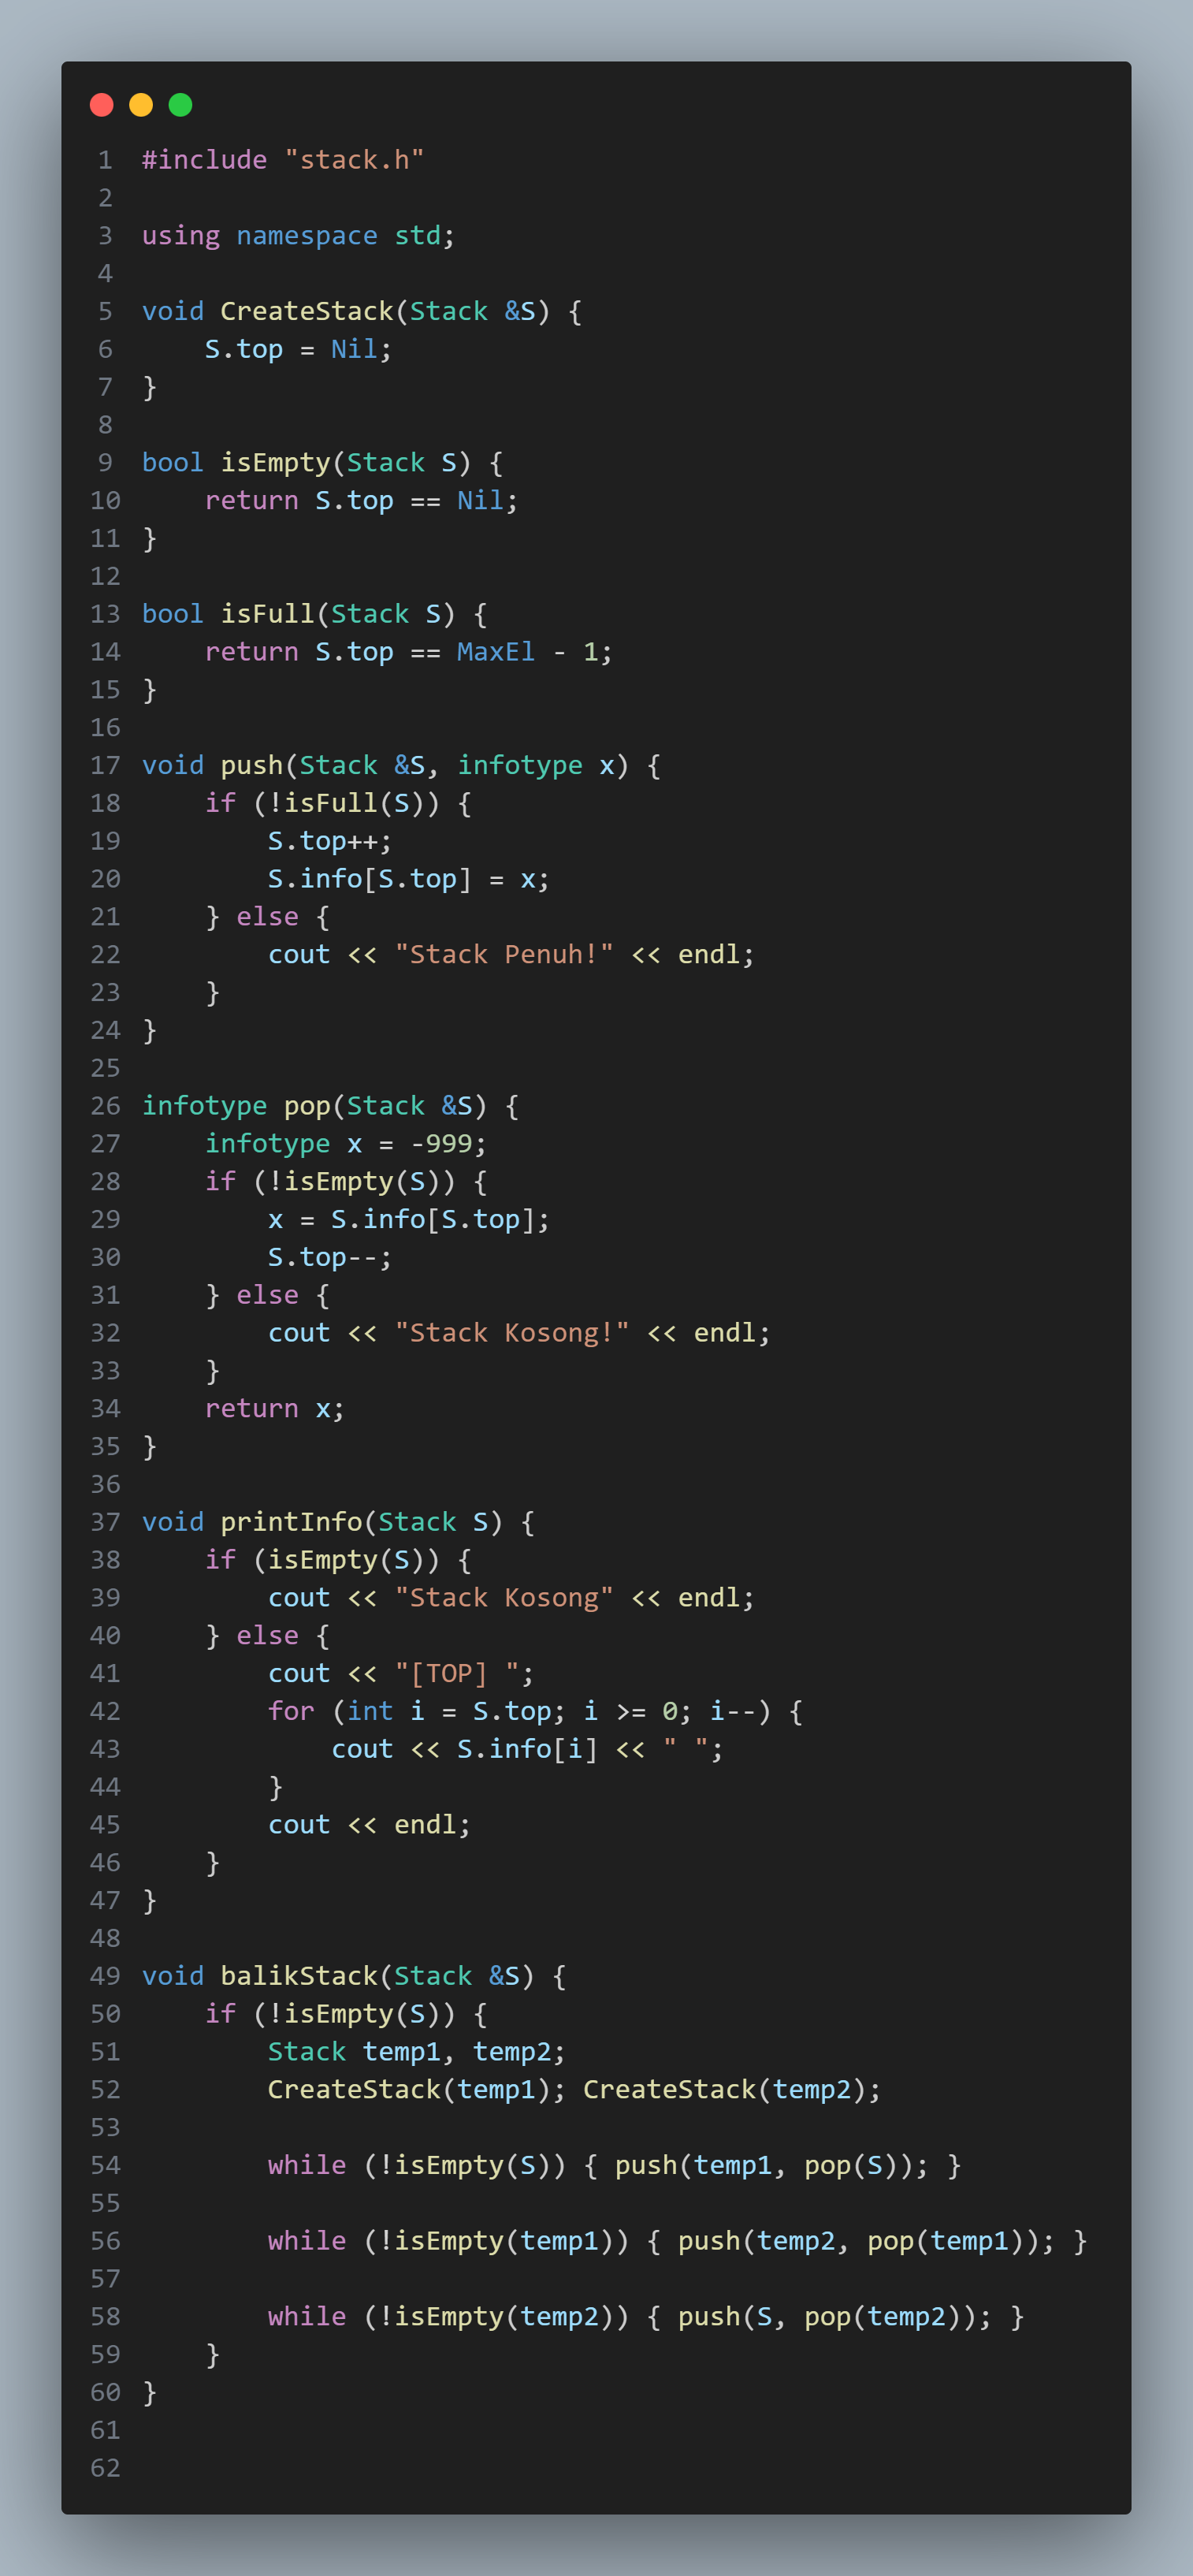 1 #include "stack.h"
2
3 using namespace std;
4
5 void CreateStack(Stack &S) {
6     S.top = Nil;
7 }
8
9 bool isEmpty(Stack S) {
10     return S.top == Nil;
11 }
12
13 bool isFull(Stack S) {
14     return S.top == MaxEl - 1;
15 }
16
17 void push(Stack &S, infotype x) {
18     if (!isFull(S)) {
19         S.top++;
20         S.info[S.top] = x;
21     } else {
22         cout << "Stack Penuh!" << endl;
23     }
24 }
25
26 infotype pop(Stack &S) {
27     infotype x = -999;
28     if (!isEmpty(S)) {
29         x = S.info[S.top];
30         S.top--;
31     } else {
32         cout << "Stack Kosong!" << endl;
33     }
34     return x;
35 }
36
37 void printInfo(Stack S) {
38     if (isEmpty(S)) {
39         cout << "Stack Kosong" << endl;
40     } else {
41         cout << "[TOP] ";
42         for (int i = S.top; i >= 0; i--) {
43             cout << S.info[i] << " ";
44         }
45         cout << endl;
46     }
47 }
48
49 void balikStack(Stack &S) {
50     if (!isEmpty(S)) {
51         Stack temp1, temp2;
52         CreateStack(temp1); CreateStack(temp2);
53
54         while (!isEmpty(S)) { push(temp1, pop(S)); }
55
56         while (!isEmpty(temp1)) { push(temp2, pop(temp1)); }
57
58         while (!isEmpty(temp2)) { push(S, pop(temp2)); }
59     }
60 }
61
62